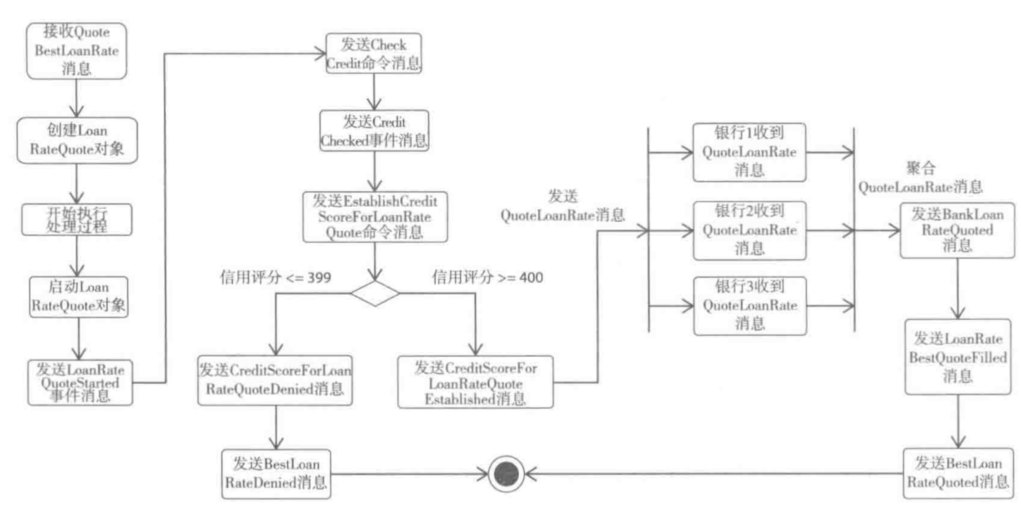 接收Quote
BestLoanRate
消息
创建Loan
RateQuote对象
开始执行
处理过程
启动Loan
RateQuote对象
发送LoanRate
QuoteStarted
事件消息
发送Check
Credit命令消息
发送Credit
Checked事件消息
发送EstablishCredit
ScoreForLoanRate
Quote命令消息
信用评分 <= 399
信用评分 >= 400
发送CreditScoreForLoan
RateQuoteDenied消息
发送BestLoan
RateDenied消息
发送CreditScoreFor
LoanRateQuote
Established消息
发送
QuoteLoanRate消息
银行1收到
QuoteLoanRate
消息
银行2收到
QuoteLoanRate
消息
银行3收到
QuoteLoanRate
消息
聚合
QuoteLoanRate消息
发送BankLoan
RateQuoted
消息
发送LoanRate
BestQuoteFilled
消息
发送BestLoan
RateQuoted消息